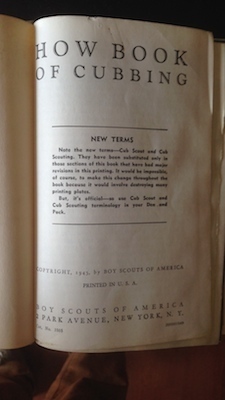 HOW BOOK
OF CUBBING
NEW TERMS
Note the new terms—Cub Scout and Cub
Scouting. They have been substituted only in
those sections of this book that have had major
revisions in this printing. It would be impossible,
of course, to make this change throughout the
book because it would involve destroying many
printing plates.
But, it's official—so use Cub Scout and
Cub Scouting terminology in your Den and
Pack.
COPYRIGHT, 1943, BY BOY SCOUTS OF AMERICA
PRINTED IN U. S. A.
BOY SCOUTS OF AMERICA
PARK AVENUE, NEW YORK, N. Y.
No.